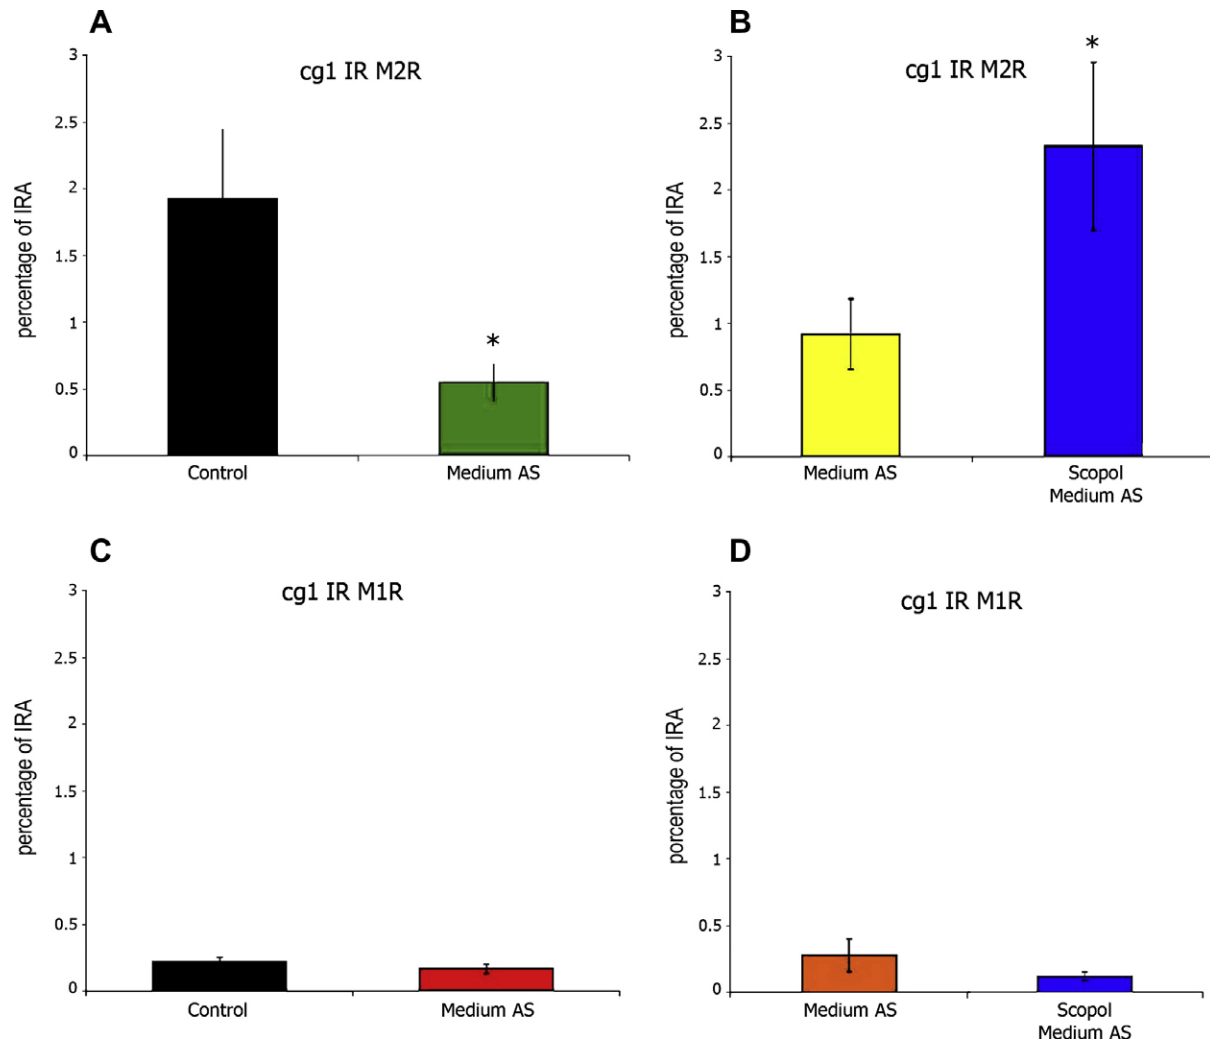 A
cg1 IR M2R
percentage of IRA
3
2.5
2
1.5
1
0.5
0
*
Control
Medium AS
B
cg1 IR M2R
percentage of IRA
3
2.5
2
1.5
1
0.5
0
*
Medium AS
Scopol
Medium AS
C
cg1 IR M1R
percentage of IRA
3
2.5
2
1.5
1
0.5
0
Control
Medium AS
D
cg1 IR M1R
porcentage of IRA
3
2.5
2
1.5
1
0.5
0
Medium AS
Scopol
Medium AS